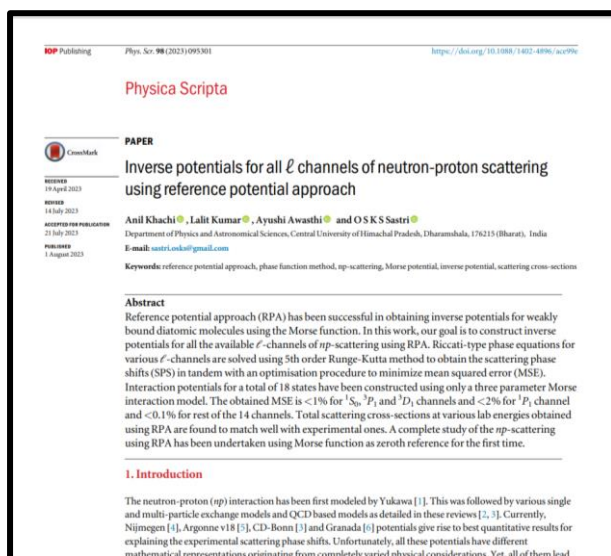 IOP Publishing
Phys. Scr. 98 (2023) 095301
https://doi.org/10.1088/1402-4896/ace99e
Physica Scripta
CrossMark
RECEIVED
19 April 2023
REVISED
14 July 2023
ACCEPTED FOR PUBLICATION
21 July 2023
PUBLISHED
1 August 2023
PAPER
Inverse potentials for all ℓ channels of neutron-proton scattering
using reference potential approach
Anil Khachi, Lalit Kumar, Ayushi Awasthi and O S K S Sastri
Department of Physics and Astronomical Sciences, Central University of Himachal Pradesh, Dharamshala, 176215 (Bharat), India
E-mail: sastri.osks@gmail.com
Keywords: reference potential approach, phase function method, np-scattering, Morse potential, inverse potential, scattering cross-sections
Abstract
Reference potential approach (RPA) has been successful in obtaining inverse potentials for weakly
bound diatomic molecules using the Morse function. In this work, our goal is to construct inverse
potentials for all the available ℓ-channels of np-scattering using RPA. Riccati-type phase equations for
various ℓ-channels are solved using 5th order Runge-Kutta method to obtain the scattering phase
shifts (SPS) in tandem with an optimisation procedure to minimize mean squared error (MSE).
Interaction potentials for a total of 18 states have been constructed using only a three parameter Morse
interaction model. The obtained MSE is <1% for ¹S₀, ³P₁ and ³D₁ channels and <2% for ¹P₁ channel
and <0.1% for rest of the 14 channels. Total scattering cross-sections at various lab energies obtained
using RPA are found to match well with experimental ones. A complete study of the np-scattering
using RPA has been undertaken using Morse function as zeroth reference for the first time.
1. Introduction
The neutron-proton (np) interaction has been first modeled by Yukawa [1]. This was followed by various single
and multi-particle exchange models and QCD based models as detailed in these reviews [2, 3]. Currently,
Nijmegen [4], Argonne v18 [5], CD-Bonn [3] and Granada [6] potentials give rise to best quantitative results for
explaining the experimental scattering phase shifts. Unfortunately, all these potentials have different
mathematical representations originating from completely varied physical considerations. Yet, all of them lead